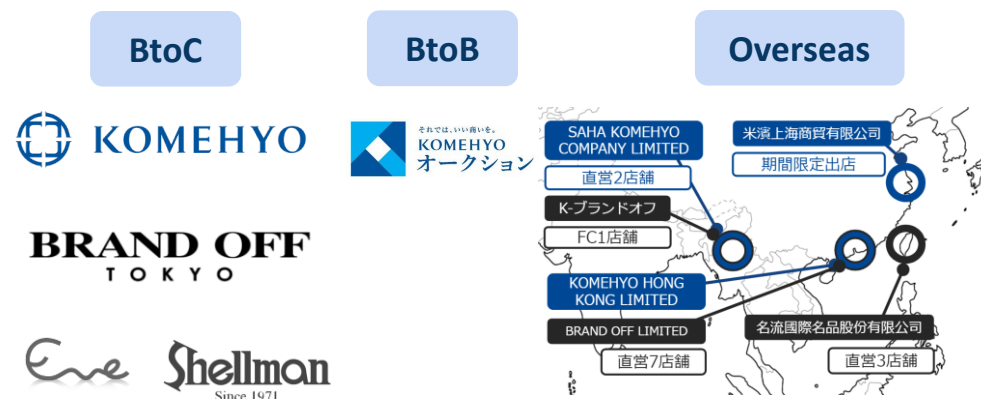 BtoC
BtoB
Overseas
KOMEHYO
BRAND OFF
TOKYO
Eve
Shellman
Since 1971
それでは、いい商いを。
KOMEHYO
オークション
SAHA KOMEHYO
COMPANY LIMITED
直営2店舗
K-ブランドオフ
FC1店舗
KOMEHYO HONG
KONG LIMITED
BRAND OFF LIMITED
直営7店舗
米濱上海商貿有限公司
期間限定出店
名流國際名品股份有限公司
直営3店舗